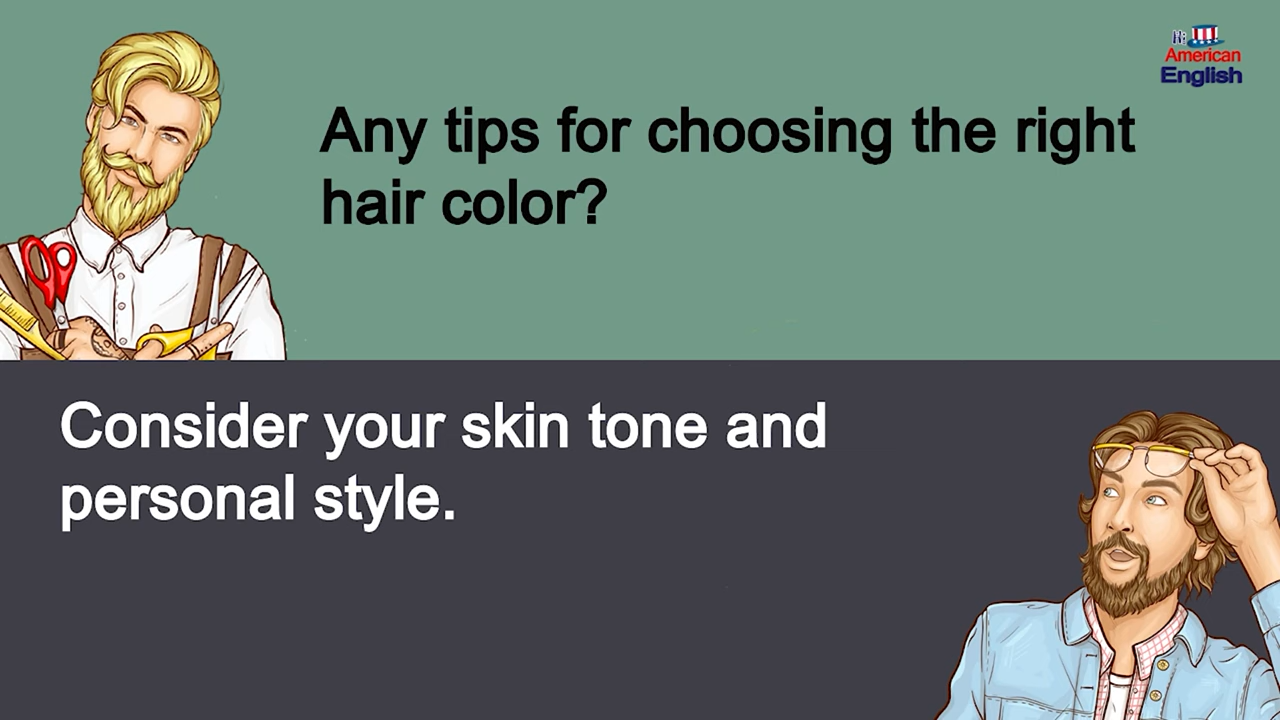 American
English
Any tips for choosing the right
hair color?
Consider your skin tone and
personal style.